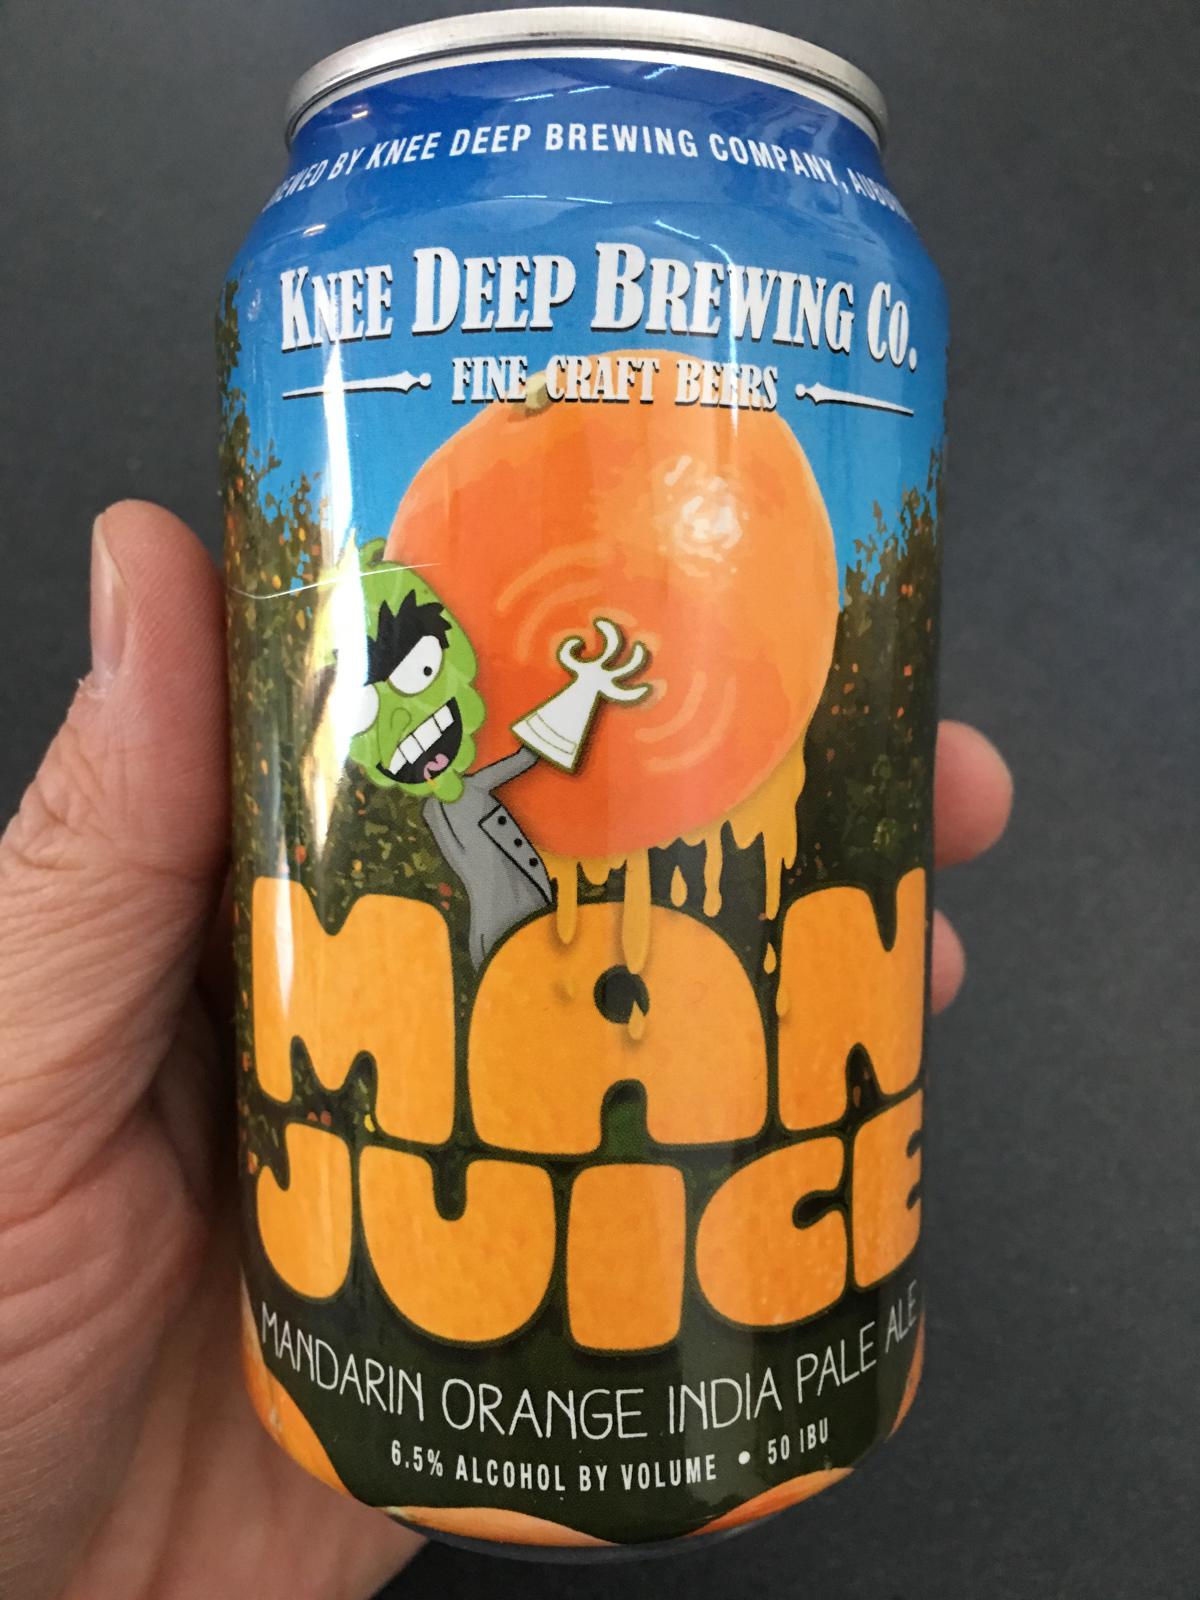 BREWED BY KNEE DEEP BREWING COMPANY,
KNEE DEEP BREWING CO.
FINE CRAFT BEERS
MAN
JUICE
MANDARIN ORANGE INDIA PALE ALE
6.5% ALCOHOL BY VOLUME • 50 IBU